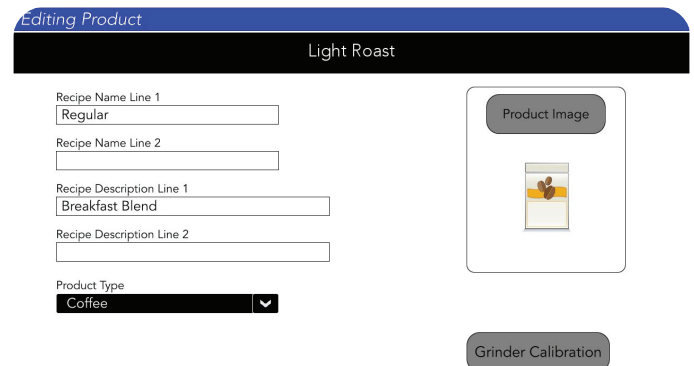 Editing Product
Light Roast
Recipe Name Line 1
Regular
Recipe Name Line 2
Recipe Description Line 1
Breakfast Blend
Recipe Description Line 2
Product Type
Coffee
Product Image
Grinder Calibration